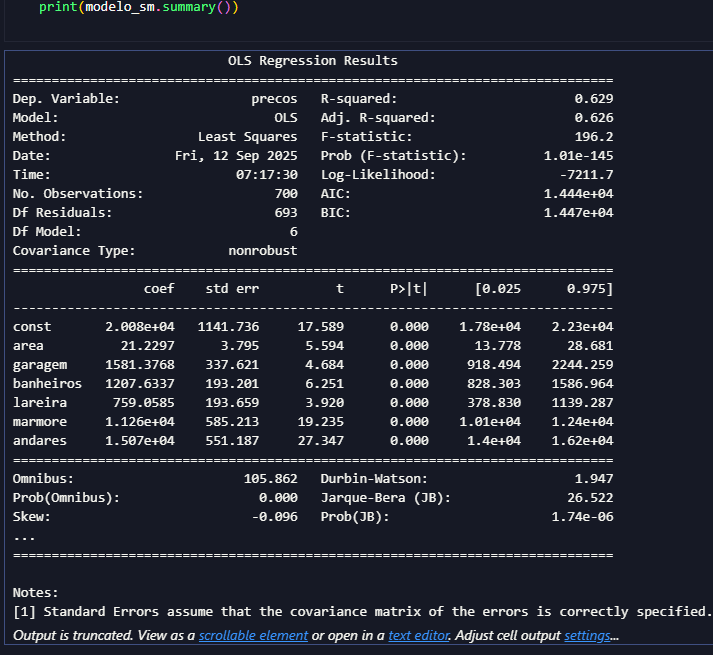 print(modelo_sm.summary())
OLS Regression Results
==============================================================================
Dep. Variable: precos R-squared: 0.629
Model: OLS Adj. R-squared: 0.626
Method: Least Squares F-statistic: 196.2
Date: Fri, 12 Sep 2025 Prob (F-statistic): 1.01e-145
Time: 07:17:30 Log-Likelihood: -7211.7
No. Observations: 700 AIC: 1.444e+04
Df Residuals: 693 BIC: 1.447e+04
Df Model: 6
Covariance Type: nonrobust
==============================================================================
coef std err t P>|t| [0.025 0.975]
------------------------------------------------------------------------------
const 2.008e+04 1141.736 17.589 0.000 1.78e+04 2.23e+04
area 21.2297 3.795 5.594 0.000 13.778 28.681
garagem 1581.3768 337.621 4.684 0.000 918.494 2244.259
banheiros 1207.6337 193.201 6.251 0.000 828.303 1586.964
lareira 759.0585 193.659 3.920 0.000 378.830 1139.287
marmore 1.126e+04 585.213 19.235 0.000 1.01e+04 1.24e+04
andares 1.507e+04 551.187 27.347 0.000 1.4e+04 1.62e+04
==============================================================================
Omnibus: 105.862 Durbin-Watson: 1.947
Prob(Omnibus): 0.000 Jarque-Bera (JB): 26.522
Skew: -0.096 Prob(JB): 1.74e-06
...
==============================================================================
Notes:
[1] Standard Errors assume that the covariance matrix of the errors is correctly specified.
Output is truncated. View as a scrollable element or open in a text editor. Adjust cell output settings...